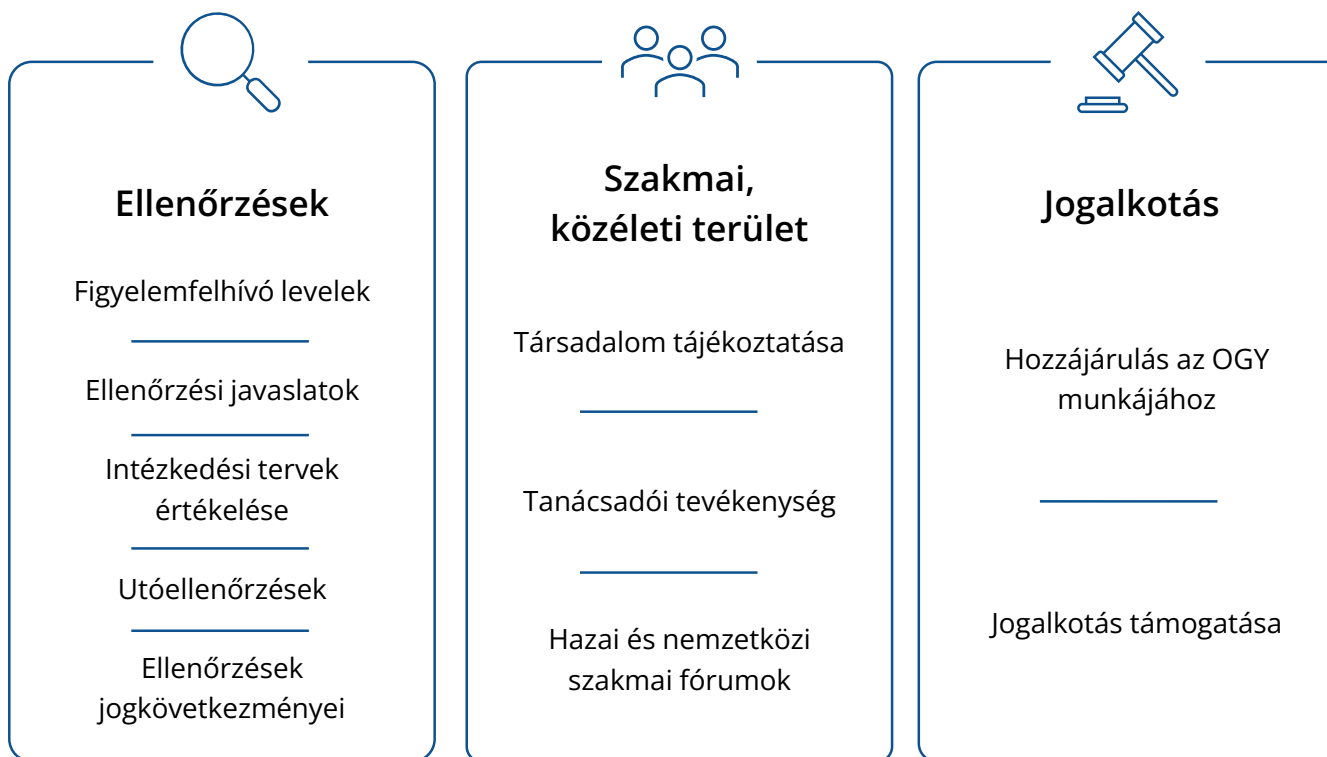 Ellenőrzések
Figyelemfelhívó levelek
Ellenőrzési javaslatok
Intézkedési tervek
értékelése
Utóellenőrzések
Ellenőrzések
jogkövetkezményei
Szakmai,
közéleti terület
Társadalom tájékoztatása
Tanácsadói tevékenység
Hazai és nemzetközi
szakmai fórumok
Jogalkotás
Hozzájárulás az OGY
munkájához
Jogalkotás támogatása